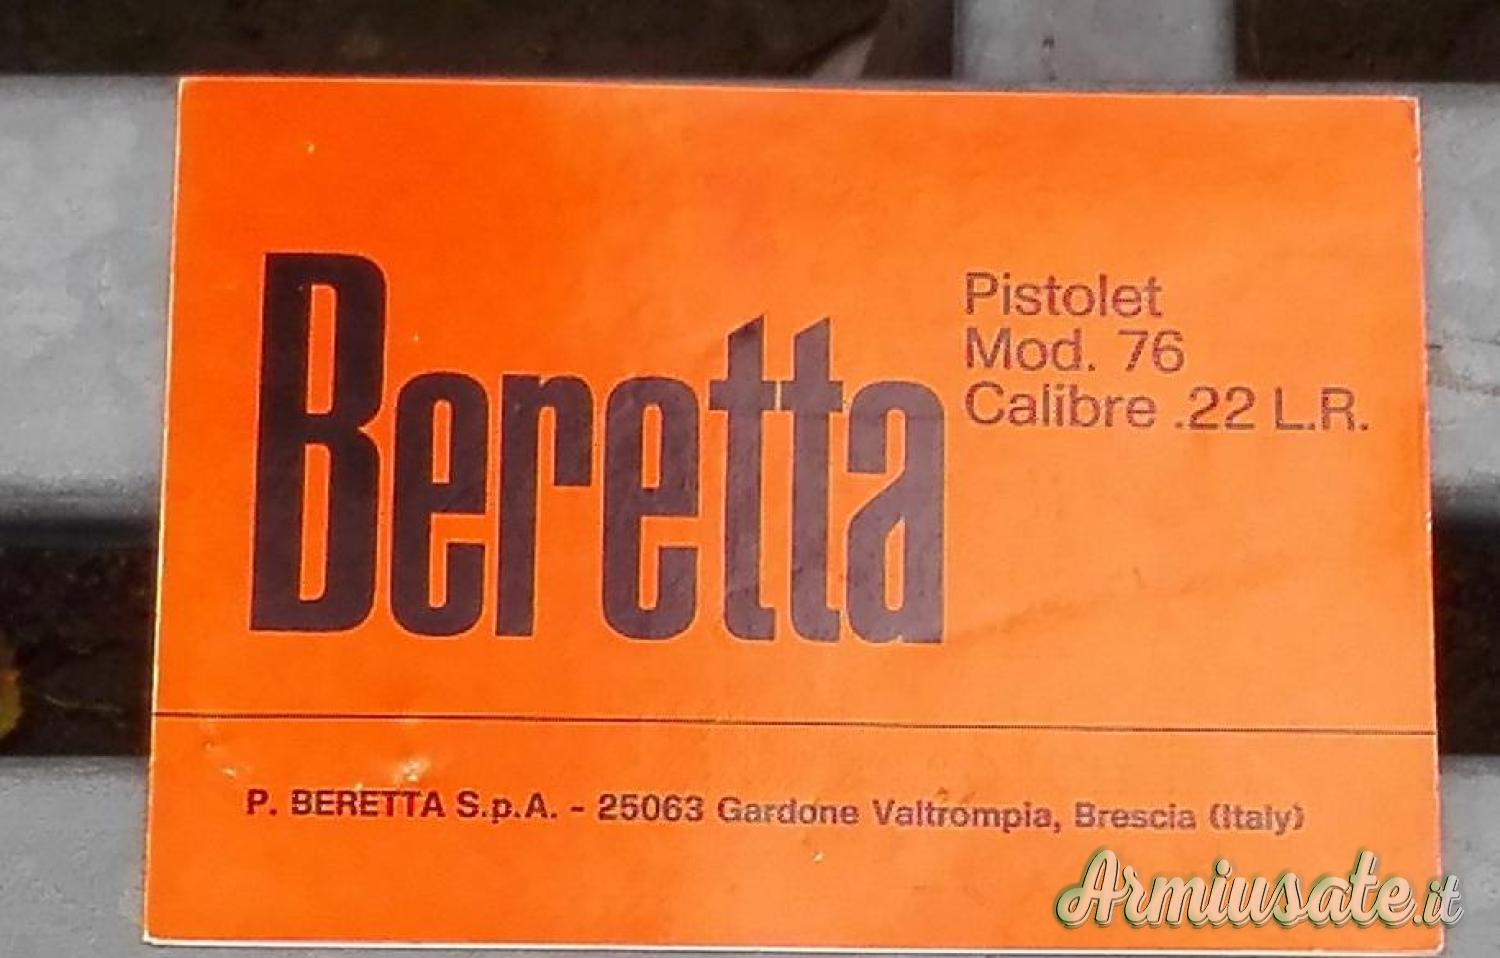 Beretta
Pistolet
Mod. 76
Calibre .22 L.R.
P. BERETTA S.p.A. - 25063 Gardone Valtrompia, Brescia (Italy)
Armiusate.it